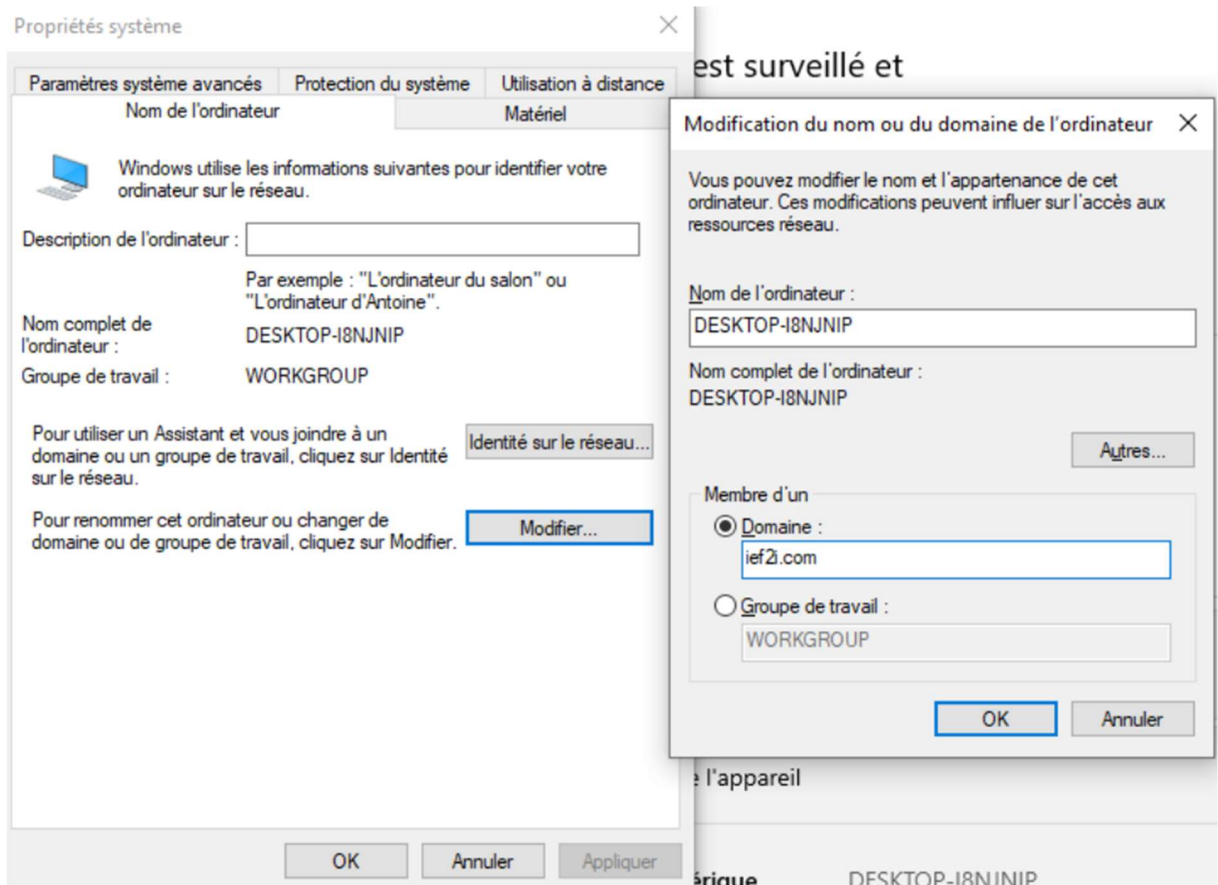 Propriétés système
Paramètres système avancés
Protection du système
Utilisation à distance
Nom de l'ordinateur
Matériel
Windows utilise les informations suivantes pour identifier votre
ordinateur sur le réseau.
Description de l'ordinateur :
Par exemple : "L'ordinateur du salon" ou
"L'ordinateur d'Antoine".
Nom complet de
l'ordinateur :
DESKTOP-I8NJNIP
Groupe de travail :
WORKGROUP
Pour utiliser un Assistant et vous joindre à un
domaine ou un groupe de travail, cliquez sur Identité
sur le réseau.
Identité sur le réseau...
Pour renommer cet ordinateur ou changer de
domaine ou de groupe de travail, cliquez sur Modifier.
Modifier...
OK
Annuler
Appliquer
est surveillé et
Modification du nom ou du domaine de l'ordinateur
Vous pouvez modifier le nom et l'appartenance de cet
ordinateur. Ces modifications peuvent influer sur l'accès aux
ressources réseau.
Nom de l'ordinateur :
DESKTOP-I8NJNIP
Nom complet de l'ordinateur :
DESKTOP-I8NJNIP
Autres...
Membre d'un
Domaine :
ief2i.com
Groupe de travail :
WORKGROUP
OK
Annuler
l'appareil
érique
DESKTOP-I8NJNIP